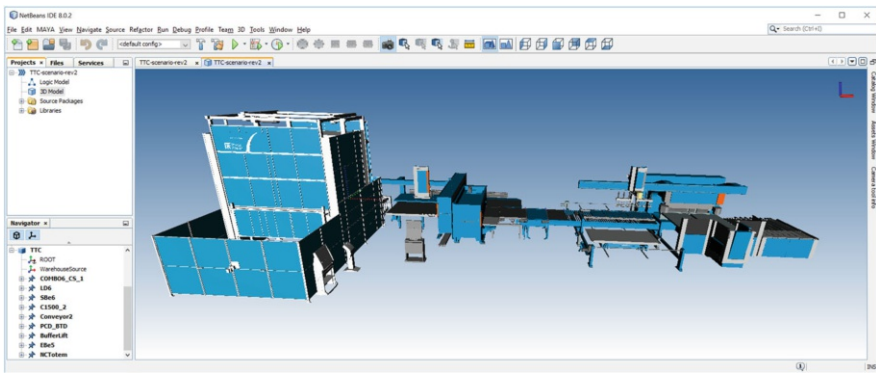 NetBeans IDE 8.0.2
File Edit MAYA View Navigate Source Refactor Run Debug Profile Team 3D Tools Window Help
Search (Ctrl+I)
<default config>
Projects Files Services
TTC-scenario-rev2 TTC-scenario-rev2
TTC-scenario-rev2
Logic Model
3D Model
Source Packages
Libraries
Navigator
TTC
ROOT
WarehouseSource
COMBO6_CS_1
LD6
SBe6
C1500_2
Conveyor2
PCD_BTD
BufferLift
EBe5
NCTotem
Catalog Window
Assets Window
Camera tool info
INS